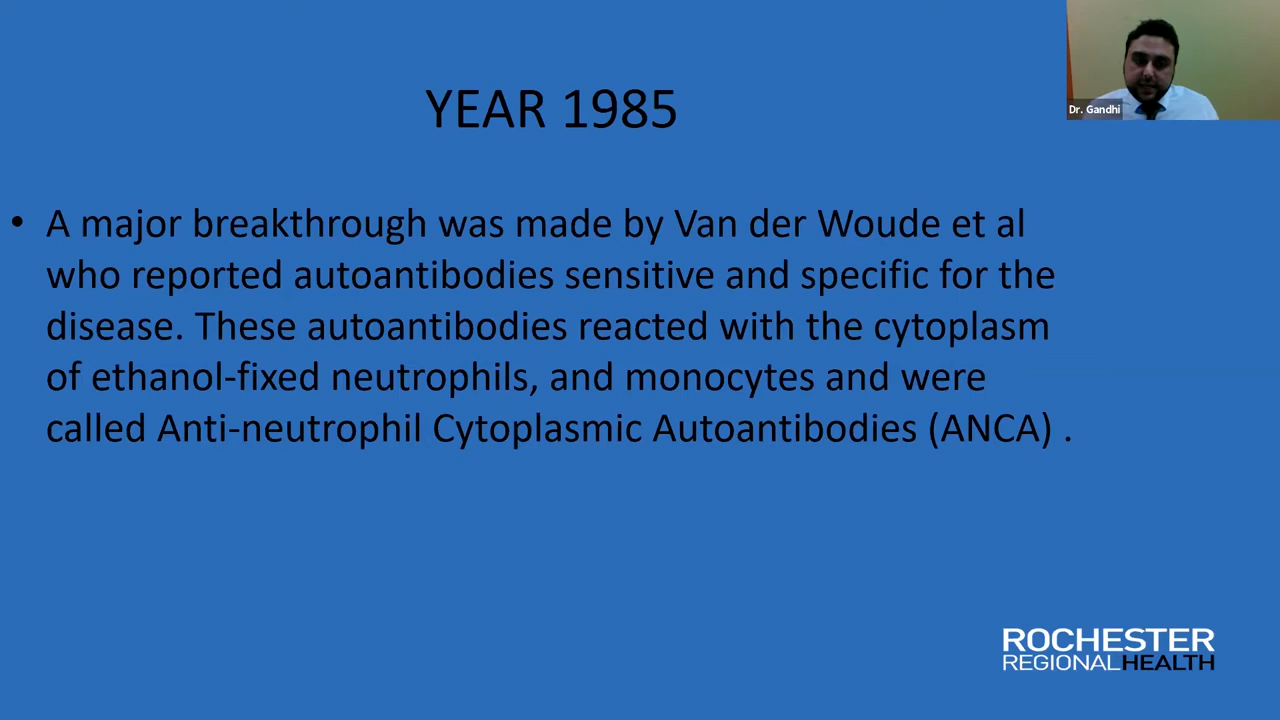 Dr. Gandhi
YEAR 1985
• A major breakthrough was made by Van der Woude et al
who reported autoantibodies sensitive and specific for the
disease. These autoantibodies reacted with the cytoplasm
of ethanol-fixed neutrophils, and monocytes and were
called Anti-neutrophil Cytoplasmic Autoantibodies (ANCA) .
ROCHESTER
REGIONALHEALTH